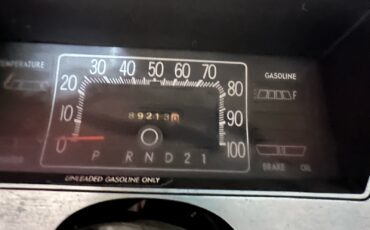 TEMPERATURE
GASOLINE
F
0 10 20 30 40 50 60 70 80 90 100
89213
P R N D 2 1
BRAKE OIL
UNLEADED GASOLINE ONLY